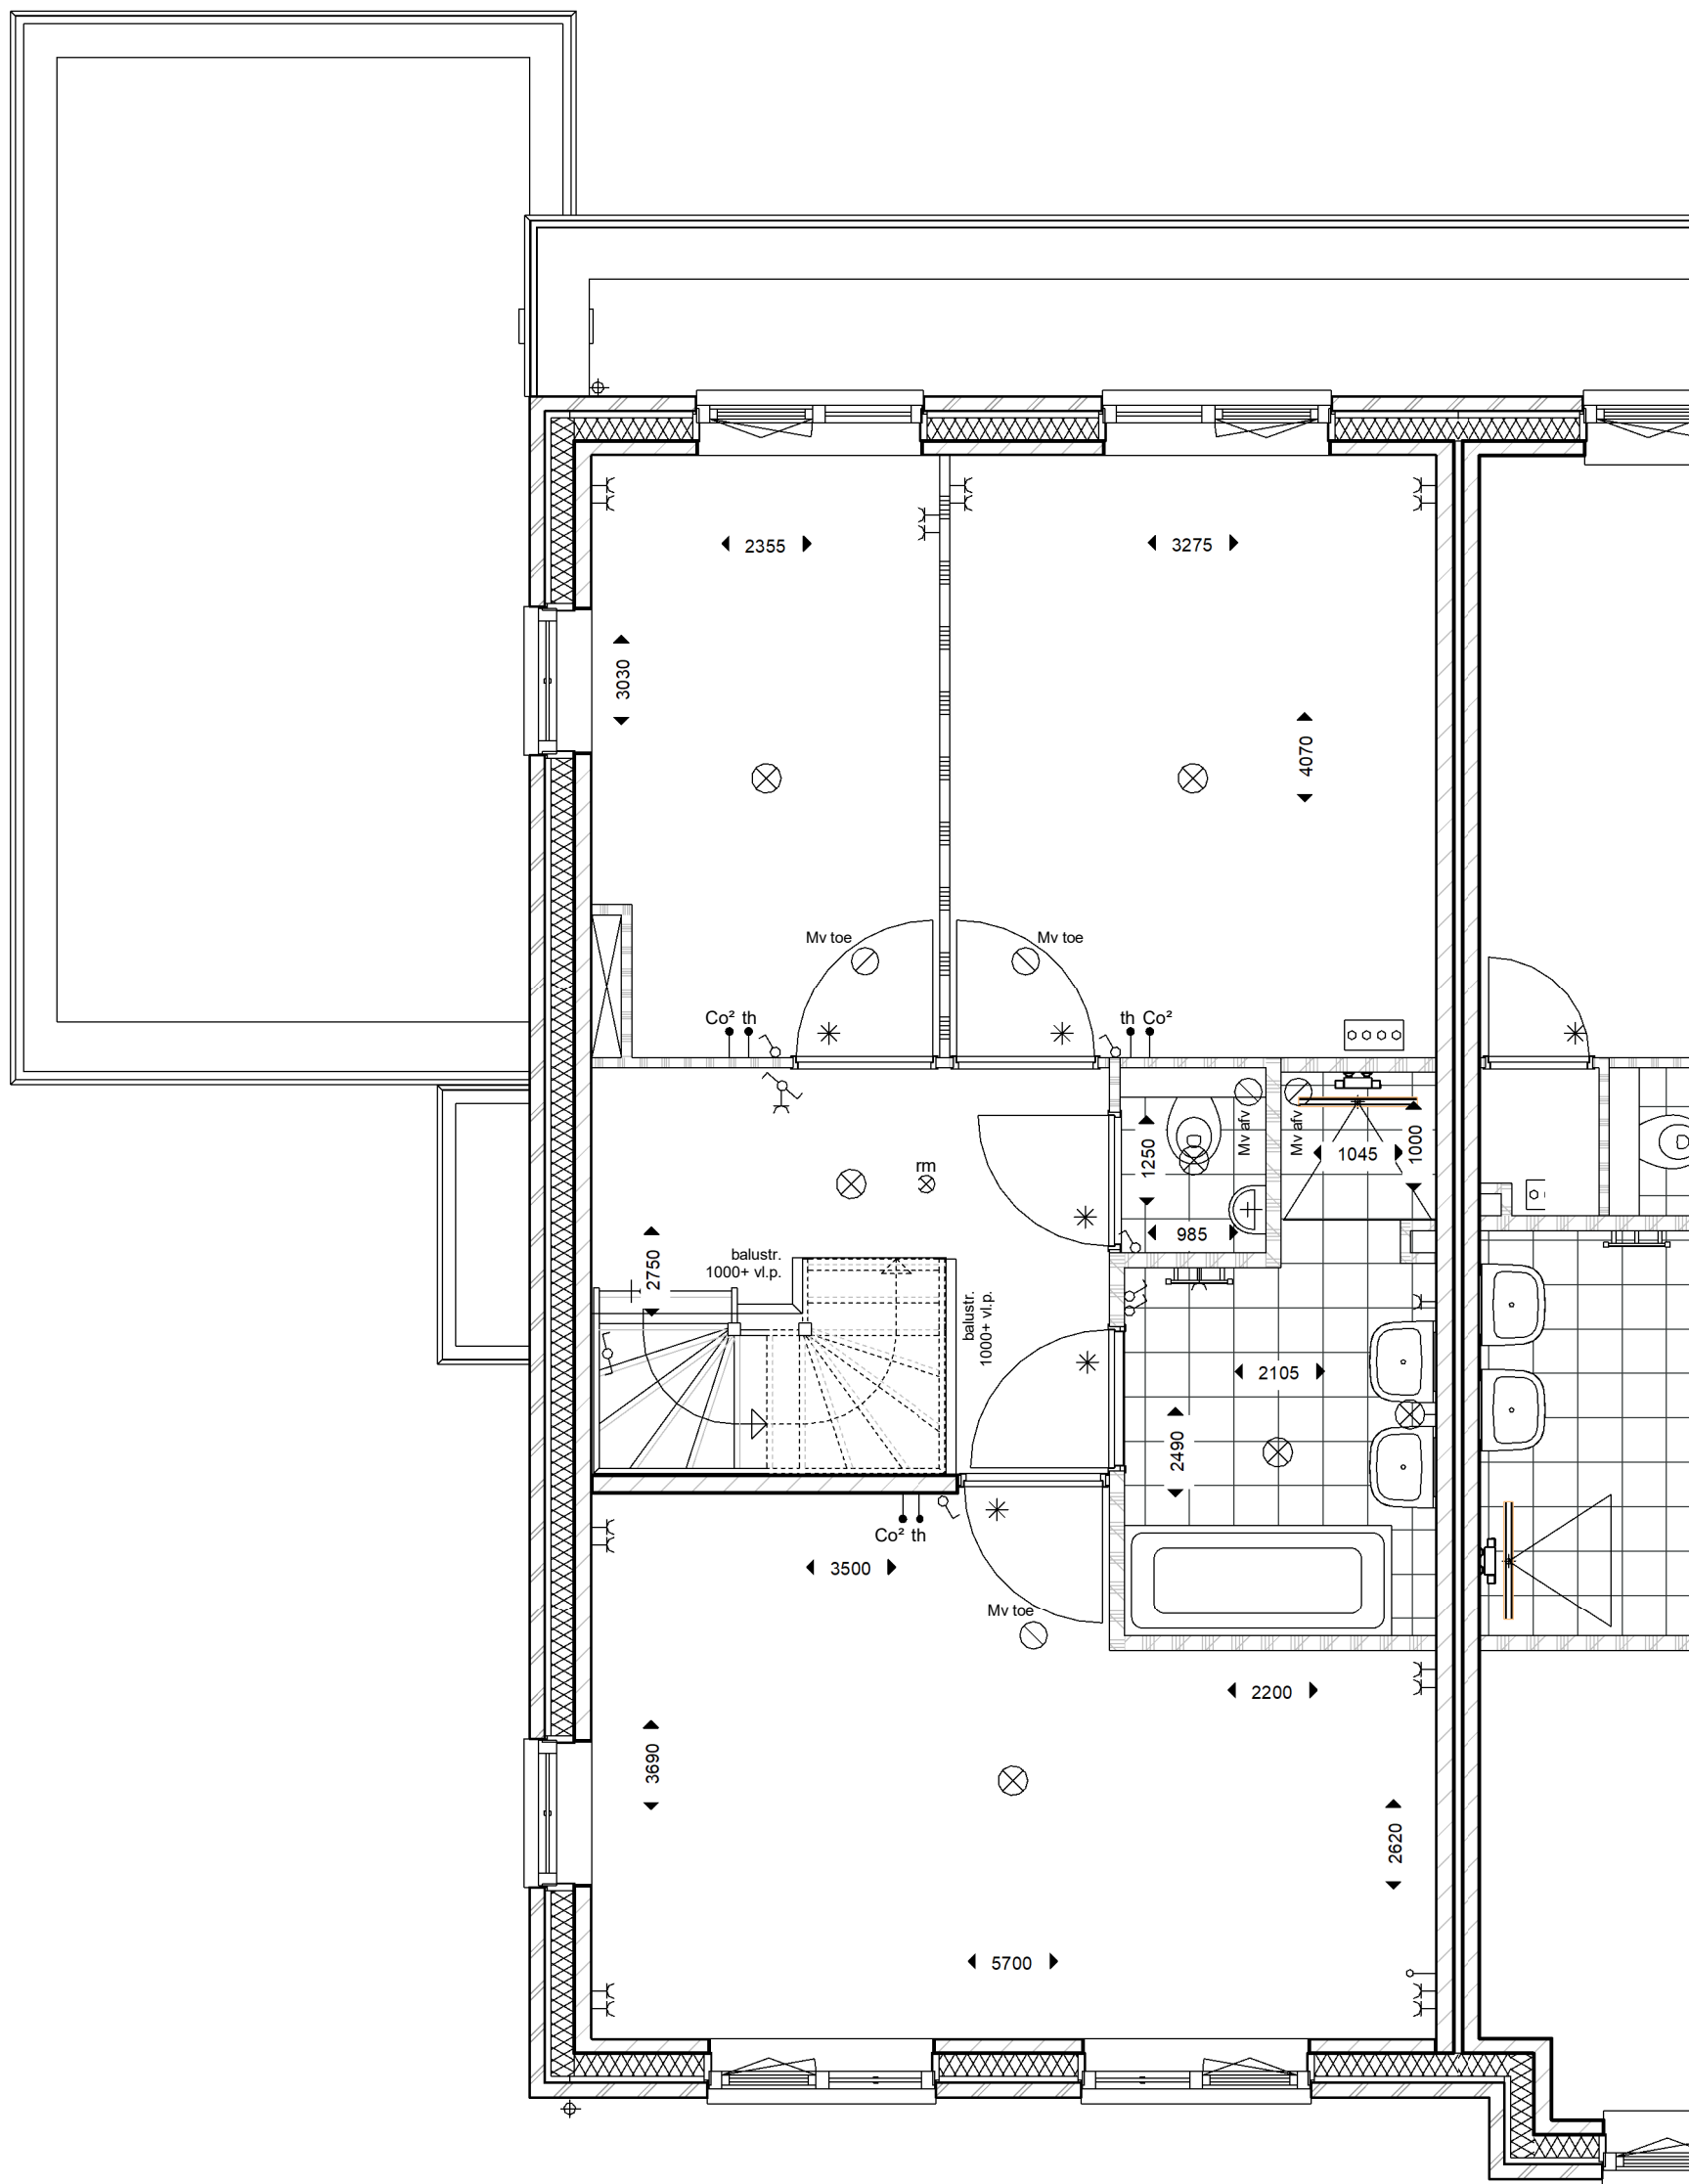 2355
3275
3030
4070
Mv toe
Mv toe
Co² th
th Co²
Mv afv
Mv afv
1250
1045
1000
rm
985
2750
balustr.
1000+ vl.p.
balustr.
1000+ vl.p.
2105
2490
Co² th
3500
Mv toe
2200
3690
2620
5700